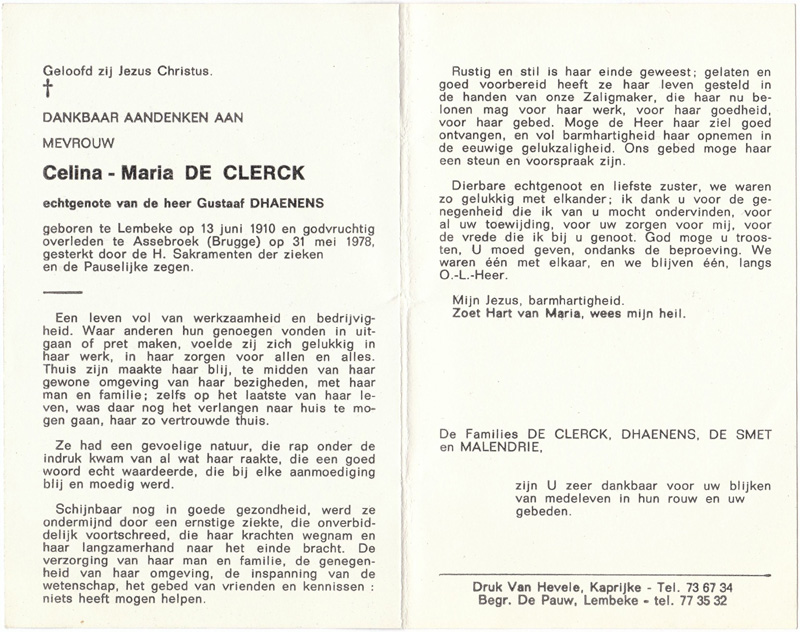 Geloofd zij Jezus Christus.
DANKBAAR AANDENKEN AAN
MEVROUW
Celina - Maria DE CLERCK
echtgenote van de heer Gustaaf DHAENENS
geboren te Lembeke op 13 juni 1910 en godvruchtig
overleden te Assebroek (Brugge) op 31 mei 1978,
gesterkt door de H. Sakramenten der zieken
en de Pauselijke zegen.
Een leven vol van werkzaamheid en bedrijvig-
heid. Waar anderen hun genoegen vonden in uit-
gaan of pret maken, voelde zij zich gelukkig in
haar werk, in haar zorgen voor allen en alles.
Thuis zijn maakte haar blij, te midden van haar
gewone omgeving van haar bezigheden, met haar
man en familie; zelfs op het laatste van haar le-
ven, was daar nog het verlangen naar huis te mo-
gen gaan, haar zo vertrouwde thuis.
Ze had een gevoelige natuur, die rap onder de
indruk kwam van al wat haar raakte, die een goed
woord echt waardeerde, die bij elke aanmoediging
blij en moedig werd.
Schijnbaar nog in goede gezondheid, werd ze
ondermijnd door een ernstige ziekte, die onverbid-
delijk voortschreed, die haar krachten wegnam en
haar langzamerhand naar het einde bracht. De
verzorging van haar man en familie, de genegen-
heid van haar omgeving, de inspanning van de
wetenschap, het gebed van vrienden en kennissen :
niets heeft mogen helpen.
Rustig en stil is haar einde geweest; gelaten en
goed voorbereid heeft ze haar leven gesteld in
de handen van onze Zaligmaker, die haar nu be-
lonen mag voor haar werk, voor haar goedheid,
voor haar gebed. Moge de Heer haar ziel goed
ontvangen, en vol barmhartigheid haar opnemen in
de eeuwige gelukzaligheid. Ons gebed moge haar
een steun en voorspraak zijn.
Dierbare echtgenoot en liefste zuster, we waren
zo gelukkig met elkander; ik dank u voor de ge-
negenheid die ik van u mocht ondervinden, voor
al uw toewijding, voor uw zorgen voor mij, voor
de vrede die ik bij u genoot. God moge u troos-
ten, U moed geven, ondanks de beproeving. We
waren één met elkaar, en we blijven één, langs
O.-L.-Heer.
Mijn Jezus, barmhartigheid.
Zoet Hart van Maria, wees mijn heil.
De Families DE CLERCK, DHAENENS, DE SMET
en MALENDRIE,
zijn U zeer dankbaar voor uw blijken
van medeleven in hun rouw en uw
gebeden.
Druk Van Hevele, Kaprijke - Tel. 73 67 34
Begr. De Pauw, Lembeke - tel. 77 35 32